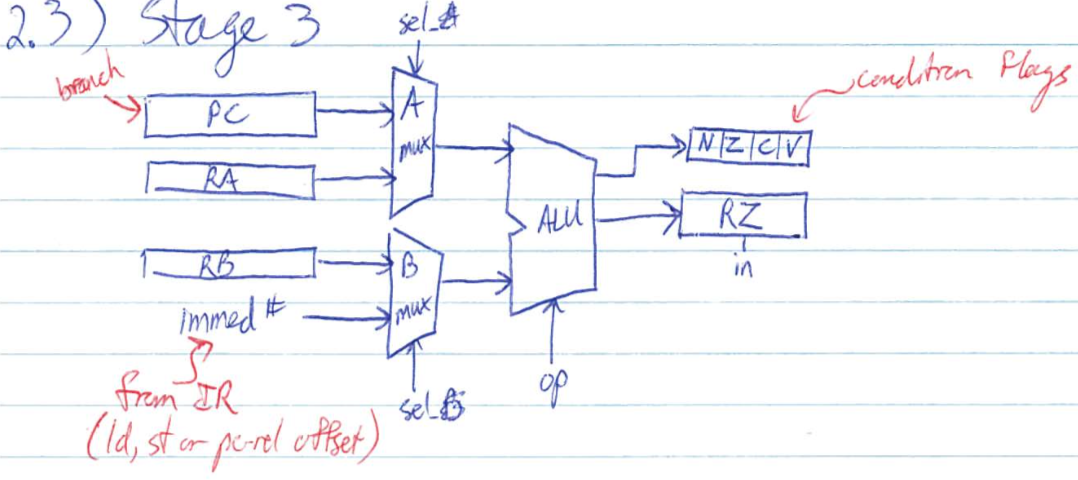 2.3) Stage 3
sel_A
branch
condition flags
PC
A
mux
N|Z|C|V
RA
ALU
RZ
in
RB
B
mux
immed #
op
from IR
sel_B
(ld, st or pc-rel offset)